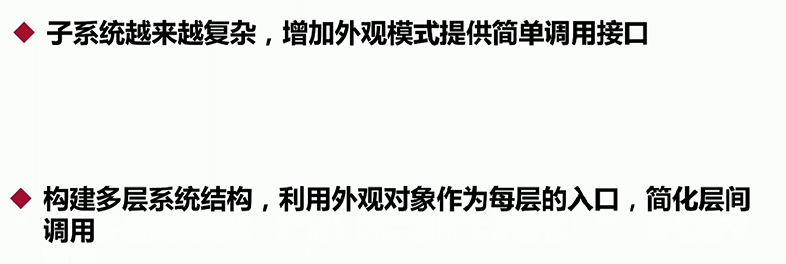 子系统越来越复杂，增加外观模式提供简单调用接口
构建多层系统结构，利用外观对象作为每层的入口，简化层间
调用